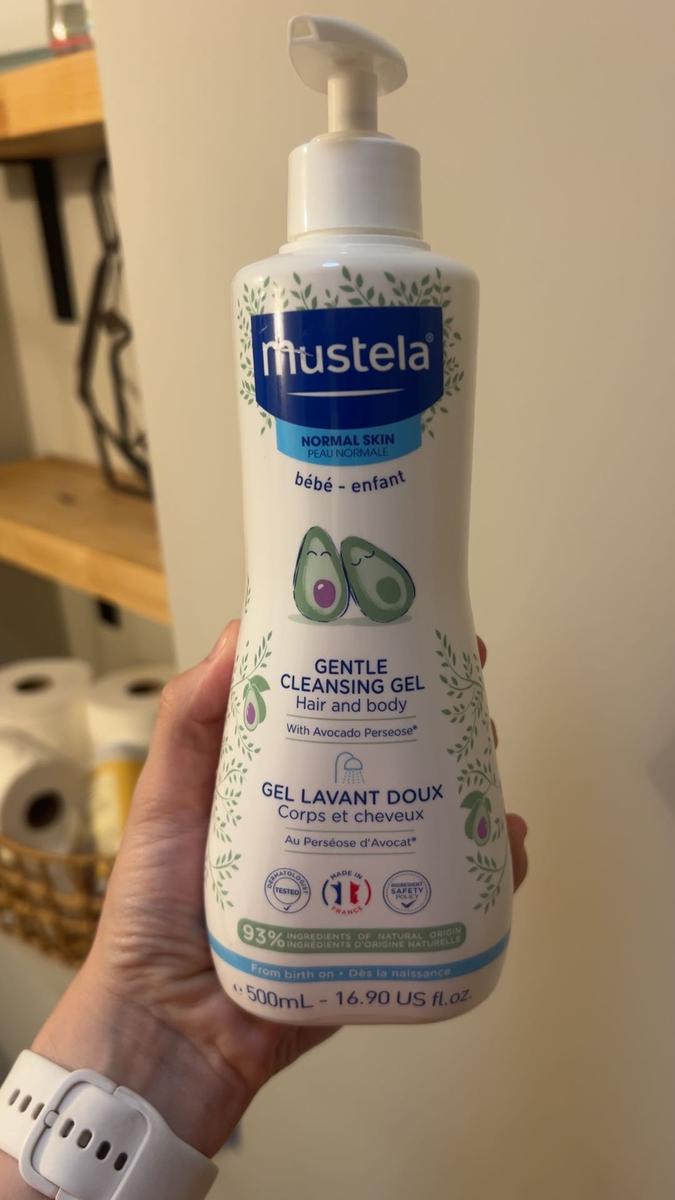 mustela®
NORMAL SKIN
PEAU NORMALE
bébé - enfant
GENTLE
CLEANSING GEL
Hair and body
With Avocado Perseose*
GEL LAVANT DOUX
Corps et cheveux
Au Perséose d'Avocat*
DERMATOLOGIST
TESTED
MADE IN
FRANCE
INGREDIENT
SAFETY
POLICY
93% INGREDIENTS OF NATURAL ORIGIN
INGRÉDIENTS D'ORIGINE NATURELLE
From birth on • Dès la naissance
e 500mL - 16.90 US fl.oz.